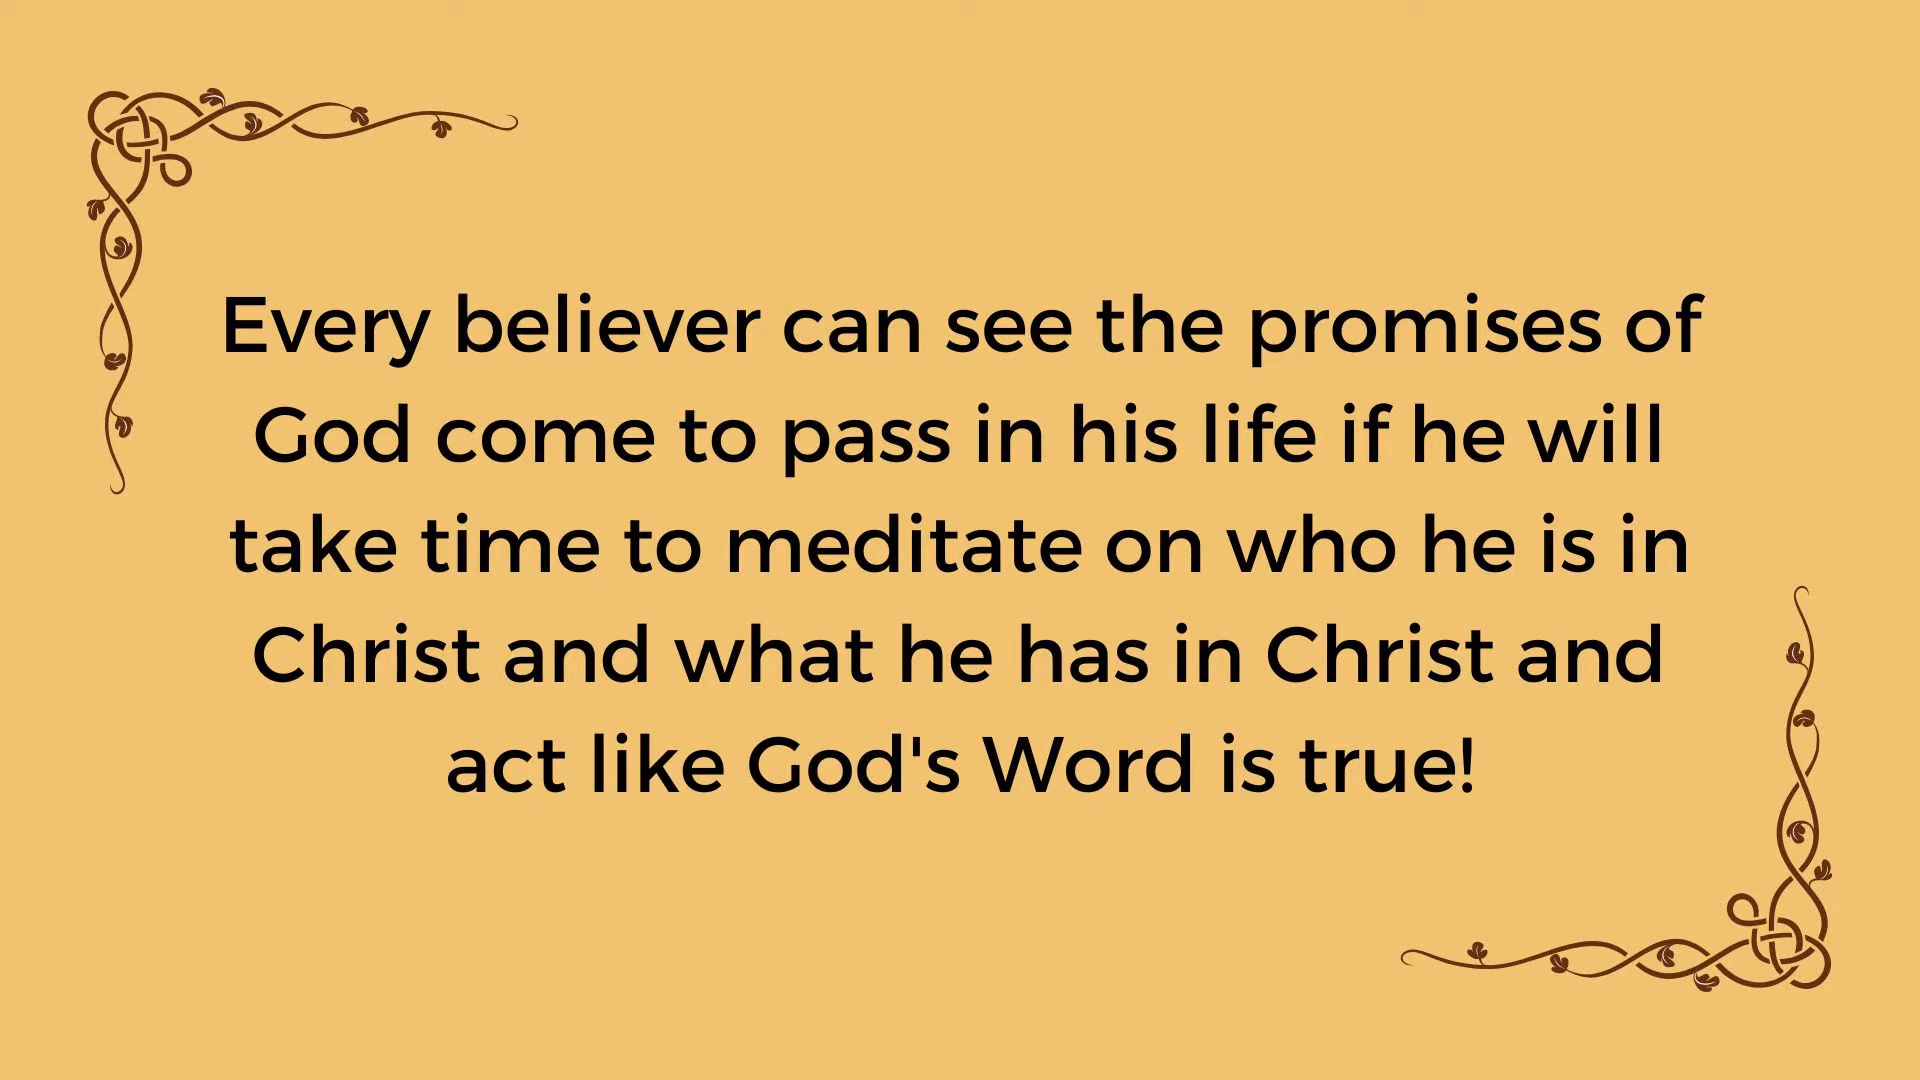 Every believer can see the promises of
God come to pass in his life if he will
take time to meditate on who he is in
Christ and what he has in Christ and
act like God's Word is true!